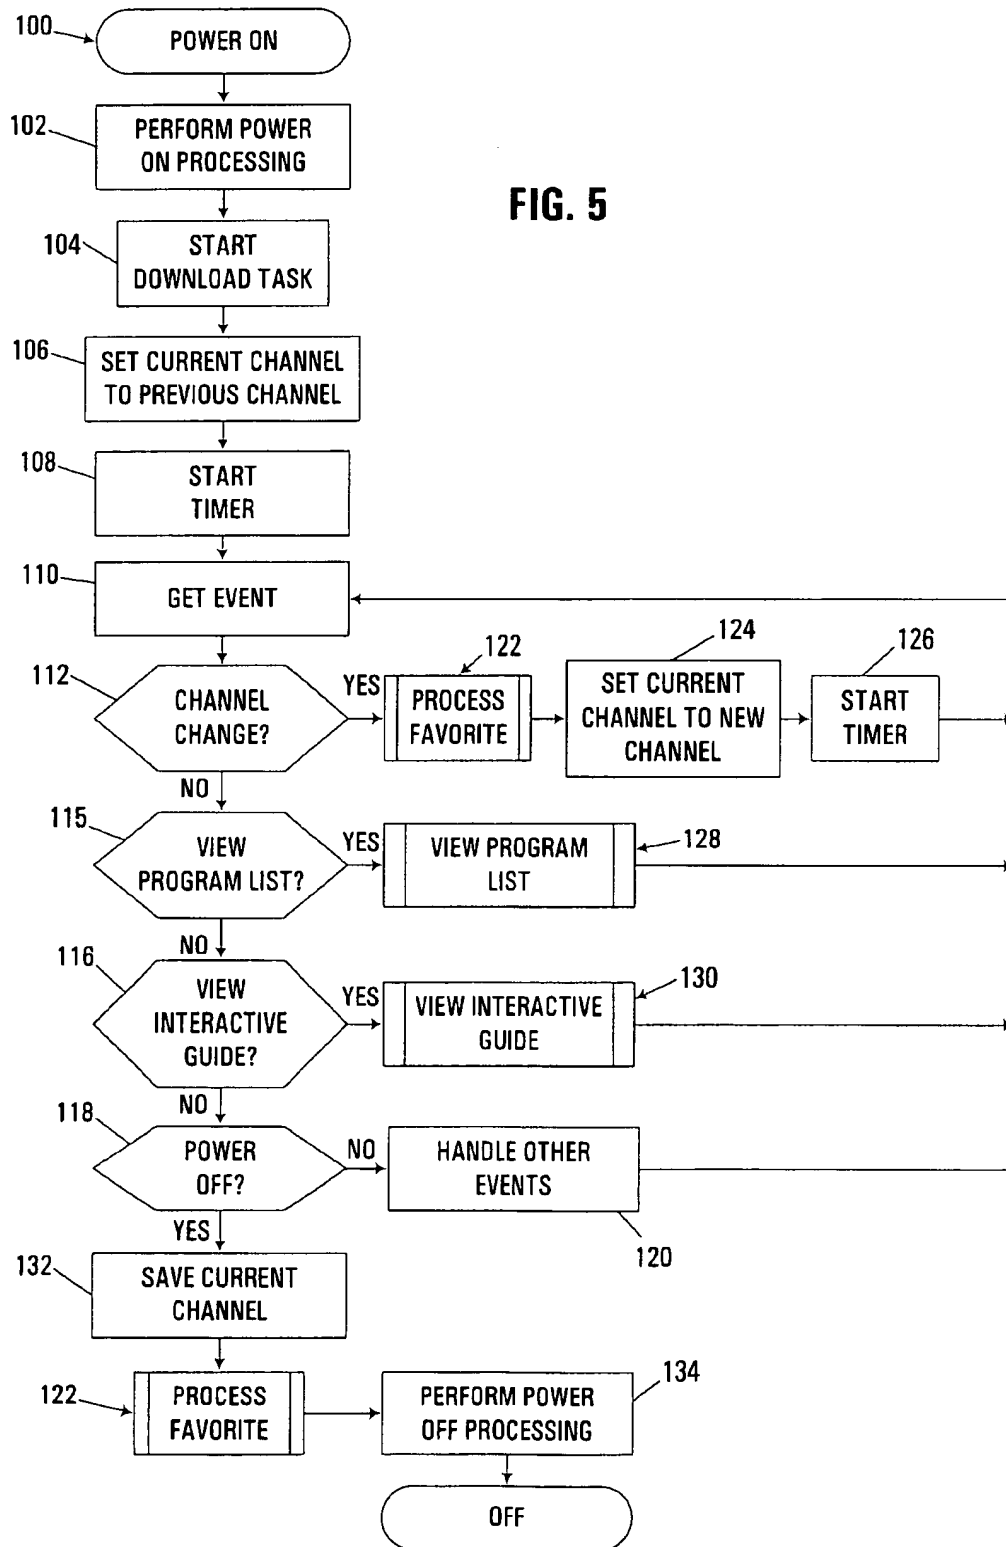 100
POWER ON
102
PERFORM POWER
ON PROCESSING
FIG. 5
104
START
DOWNLOAD TASK
106
SET CURRENT CHANNEL
TO PREVIOUS CHANNEL
108
START
TIMER
110
GET EVENT
112
CHANNEL
CHANGE?
YES
122
PROCESS
FAVORITE
124
SET CURRENT
CHANNEL TO NEW
CHANNEL
126
START
TIMER
NO
115
VIEW
PROGRAM LIST?
YES
VIEW PROGRAM
LIST
128
NO
116
VIEW
INTERACTIVE
GUIDE?
YES
VIEW INTERACTIVE
GUIDE
130
NO
118
POWER
OFF?
NO
HANDLE OTHER
EVENTS
120
YES
132
SAVE CURRENT
CHANNEL
122
PROCESS
FAVORITE
PERFORM POWER
OFF PROCESSING
134
OFF